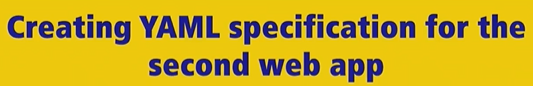 Creating YAML specification for the
second web app